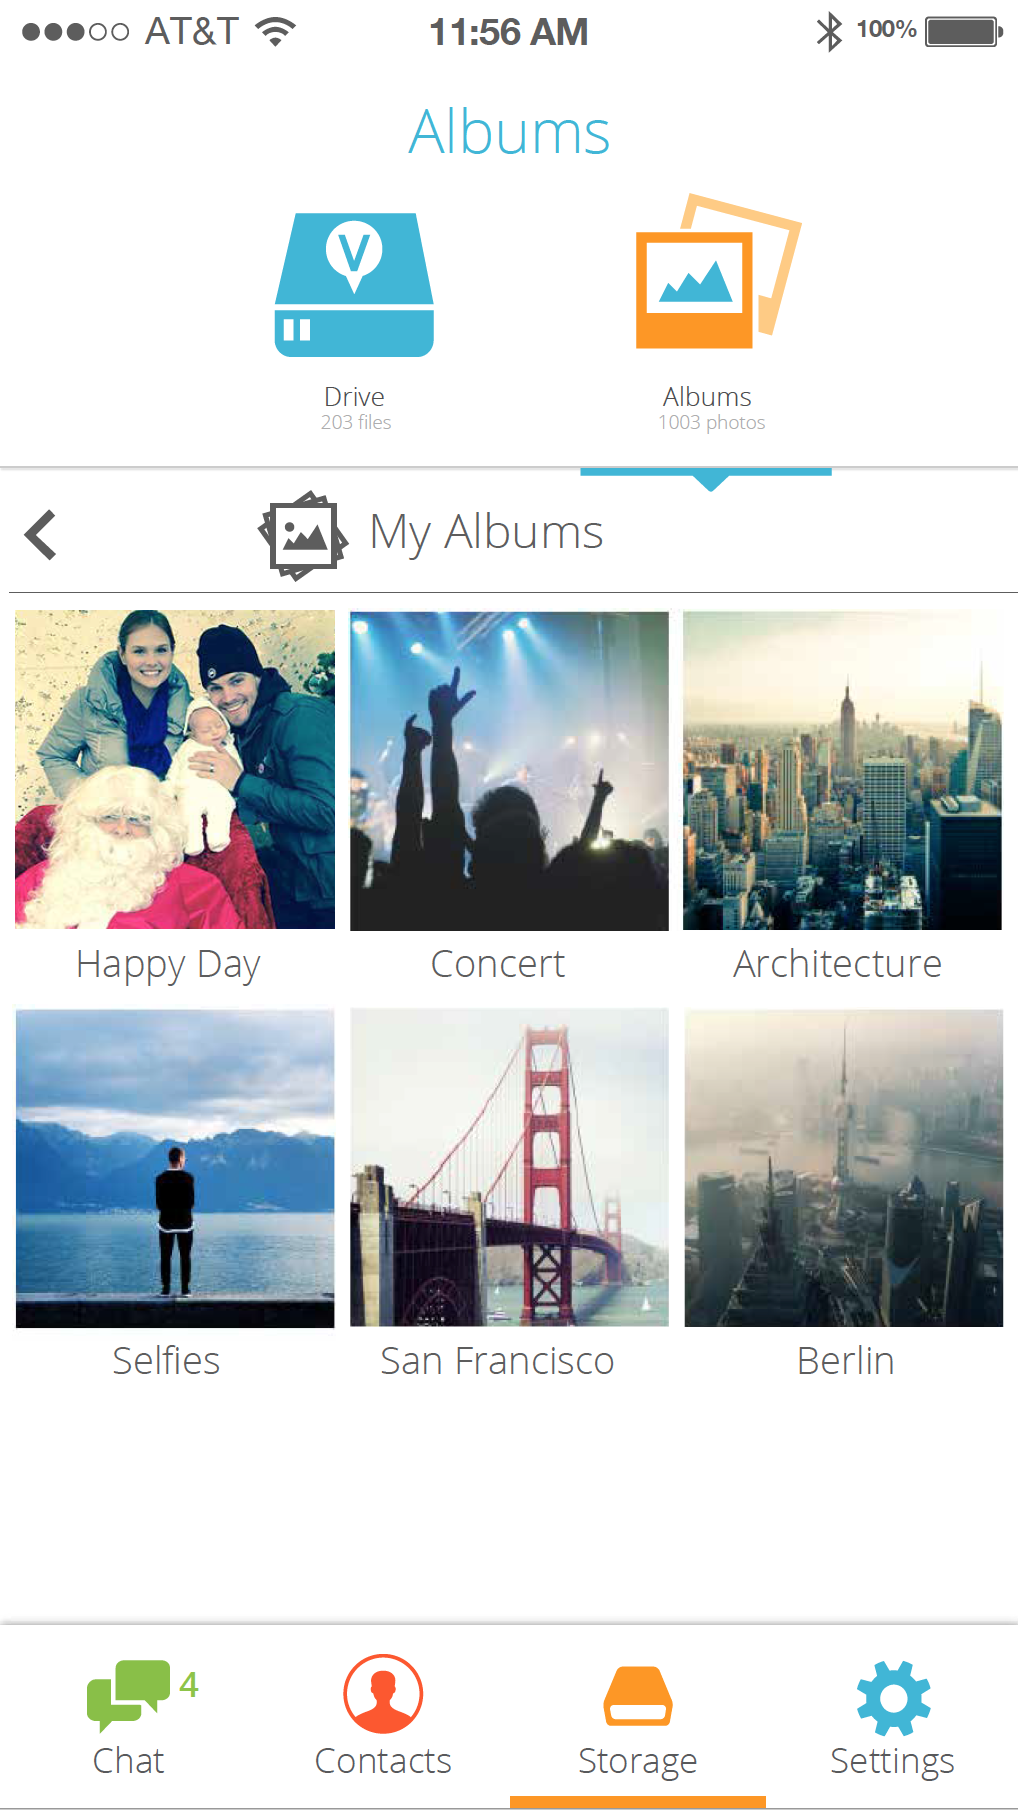 AT&T 11:56 AM 100%
Albums
V
Drive Albums
203 files 1003 photos
My Albums
Happy Day Concert Architecture
Selfies San Francisco Berlin
4
Chat Contacts Storage Settings